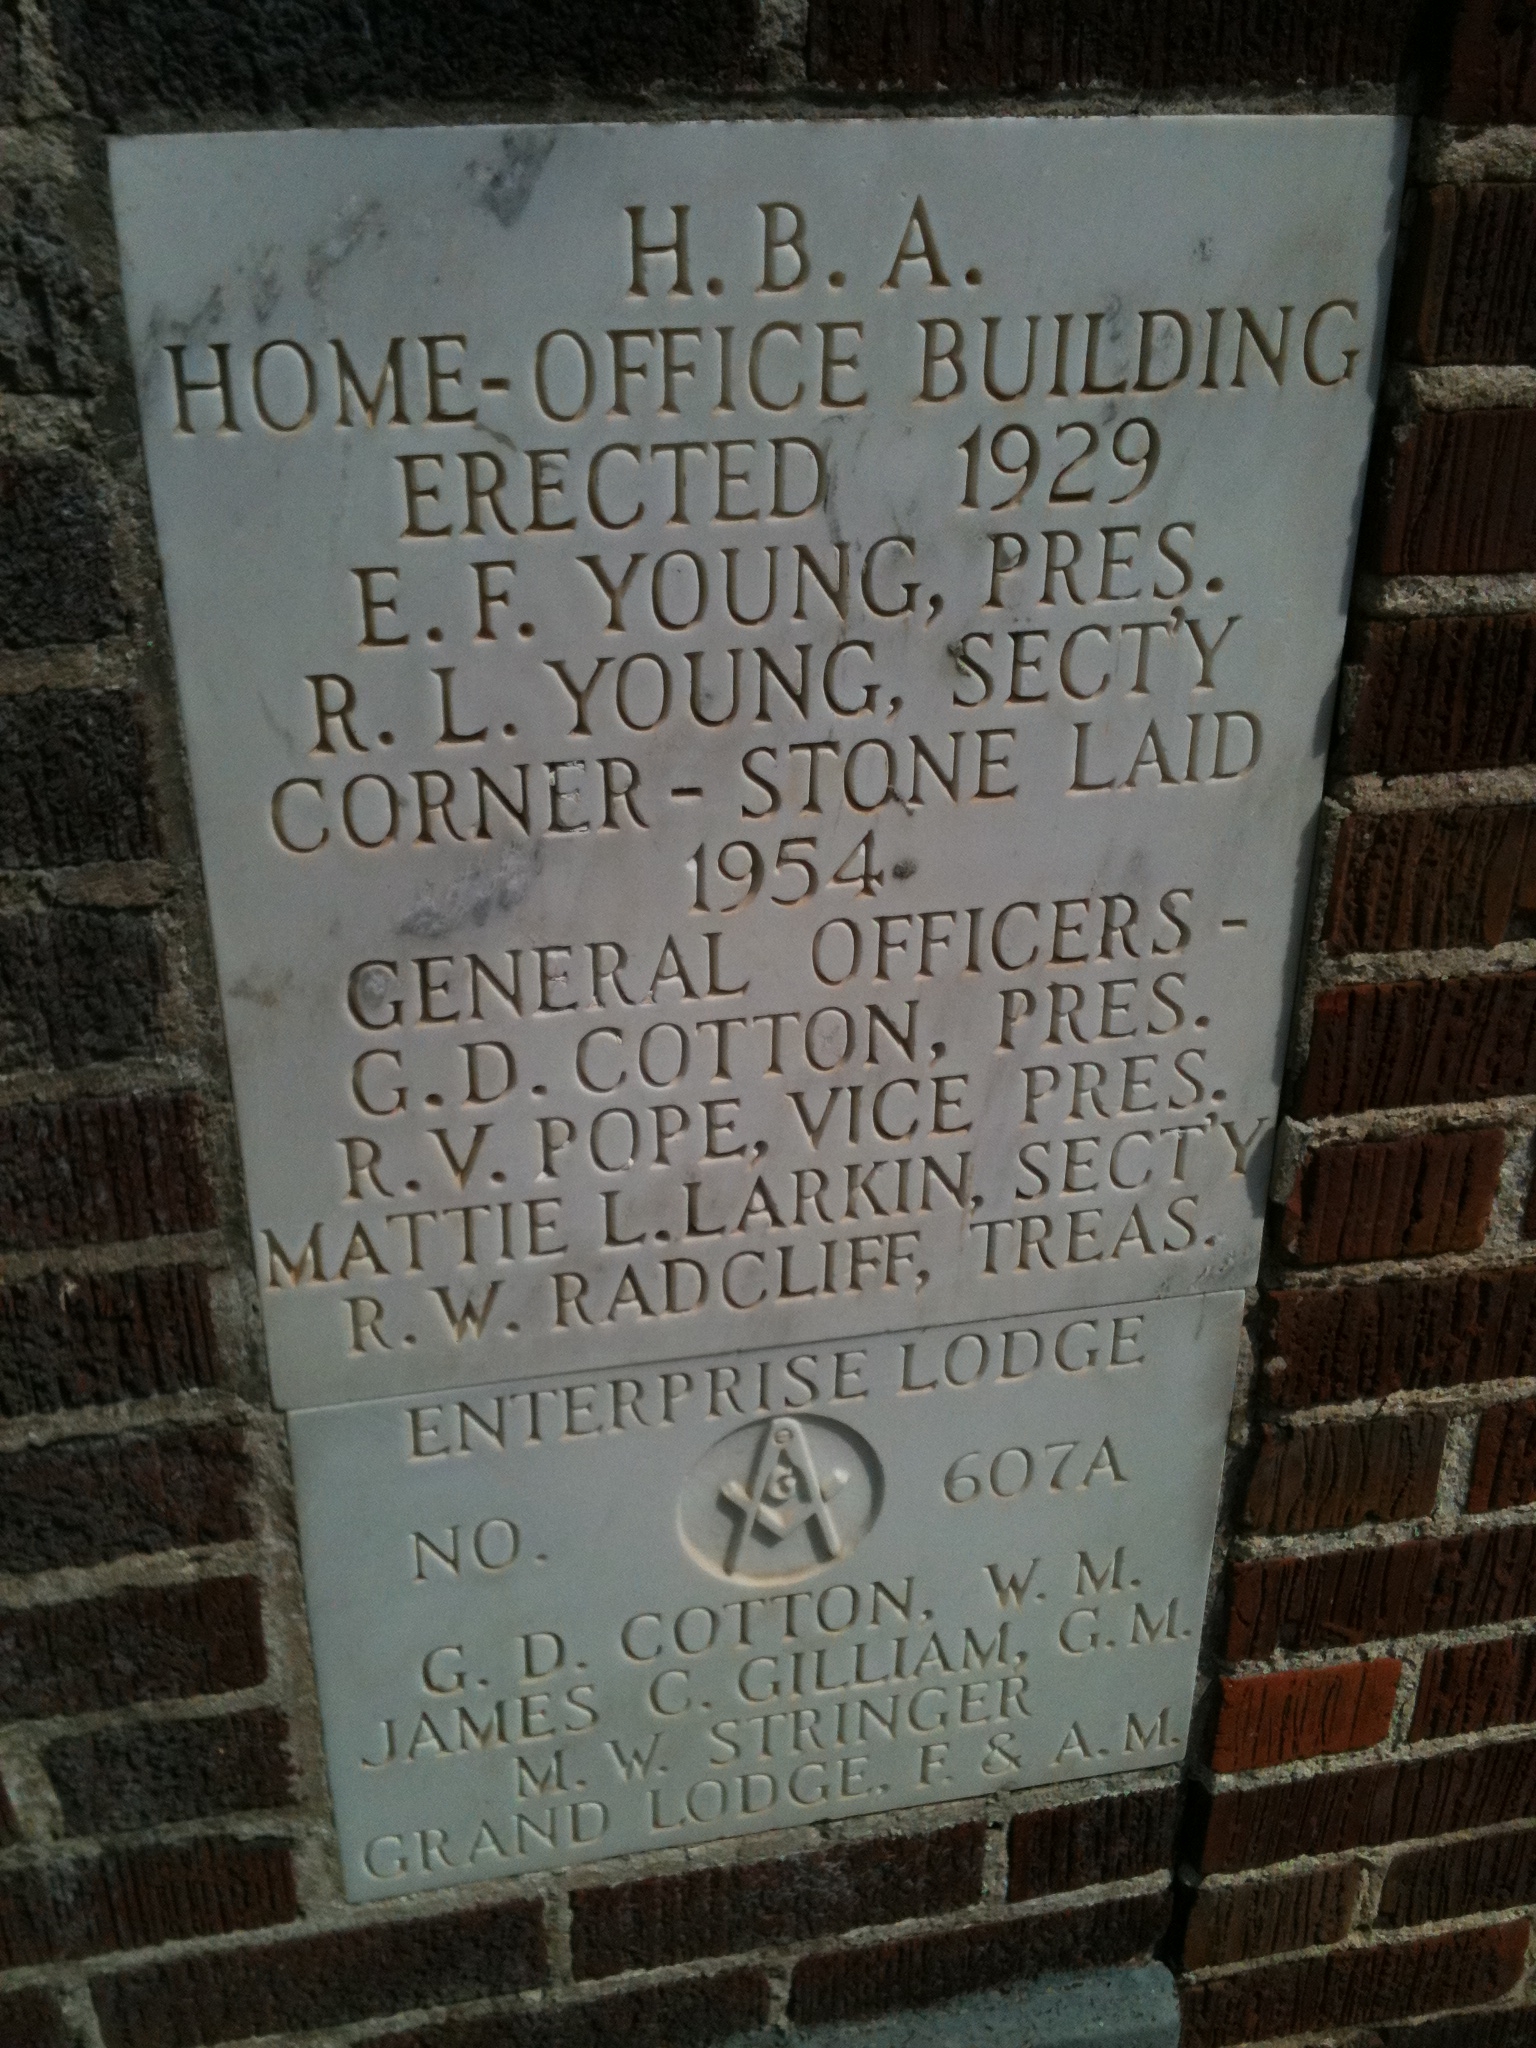 H. B. A.
HOME-OFFICE BUILDING
ERECTED 1929
E. F. YOUNG, PRES.
R. L. YOUNG, SECT'Y
CORNER-STONE LAID
1954
GENERAL OFFICERS-
G. D. COTTON, PRES.
R. V. POPE, VICE PRES.
MATTIE L. LARKIN, SECT'Y
R. W. RADCLIFF, TREAS.
ENTERPRISE LODGE
NO. G 607A
G. D. COTTON, W. M.
JAMES C. GILLIAM, G. M.
M. W. STRINGER
GRAND LODGE, F. & A. M.